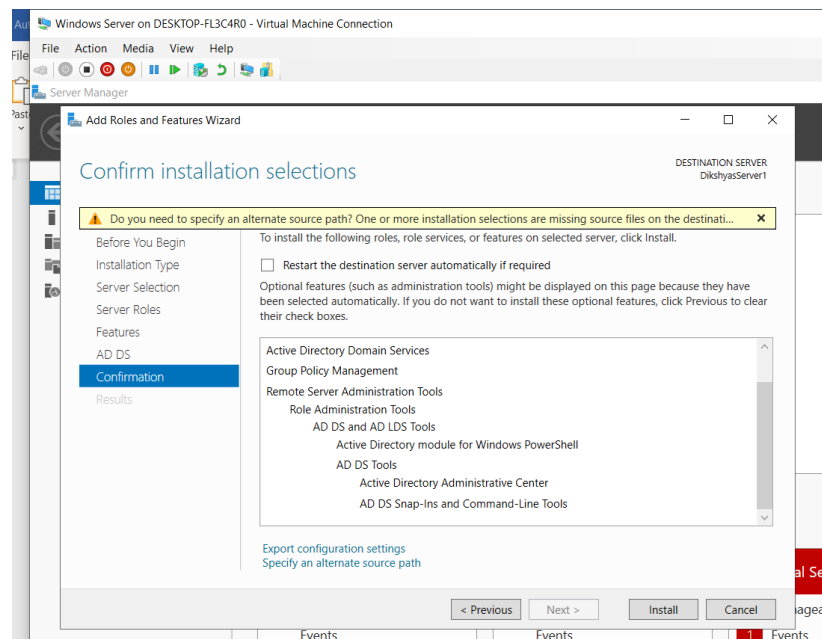 Windows Server on DESKTOP-FL3C4R0 - Virtual Machine Connection
File Action Media View Help
Server Manager
Add Roles and Features Wizard
Confirm installation selections
DESTINATION SERVER
DikshyasServer1
Do you need to specify an alternate source path? One or more installation selections are missing source files on the destinati...
Before You Begin
Installation Type
Server Selection
Server Roles
Features
AD DS
Confirmation
Results
To install the following roles, role services, or features on selected server, click Install.
Restart the destination server automatically if required
Optional features (such as administration tools) might be displayed on this page because they have
been selected automatically. If you do not want to install these optional features, click Previous to clear
their check boxes.
Active Directory Domain Services
Group Policy Management
Remote Server Administration Tools
Role Administration Tools
AD DS and AD LDS Tools
Active Directory module for Windows PowerShell
AD DS Tools
Active Directory Administrative Center
AD DS Snap-Ins and Command-Line Tools
Export configuration settings
Specify an alternate source path
< Previous Next > Install Cancel
Events
Events
1 Events